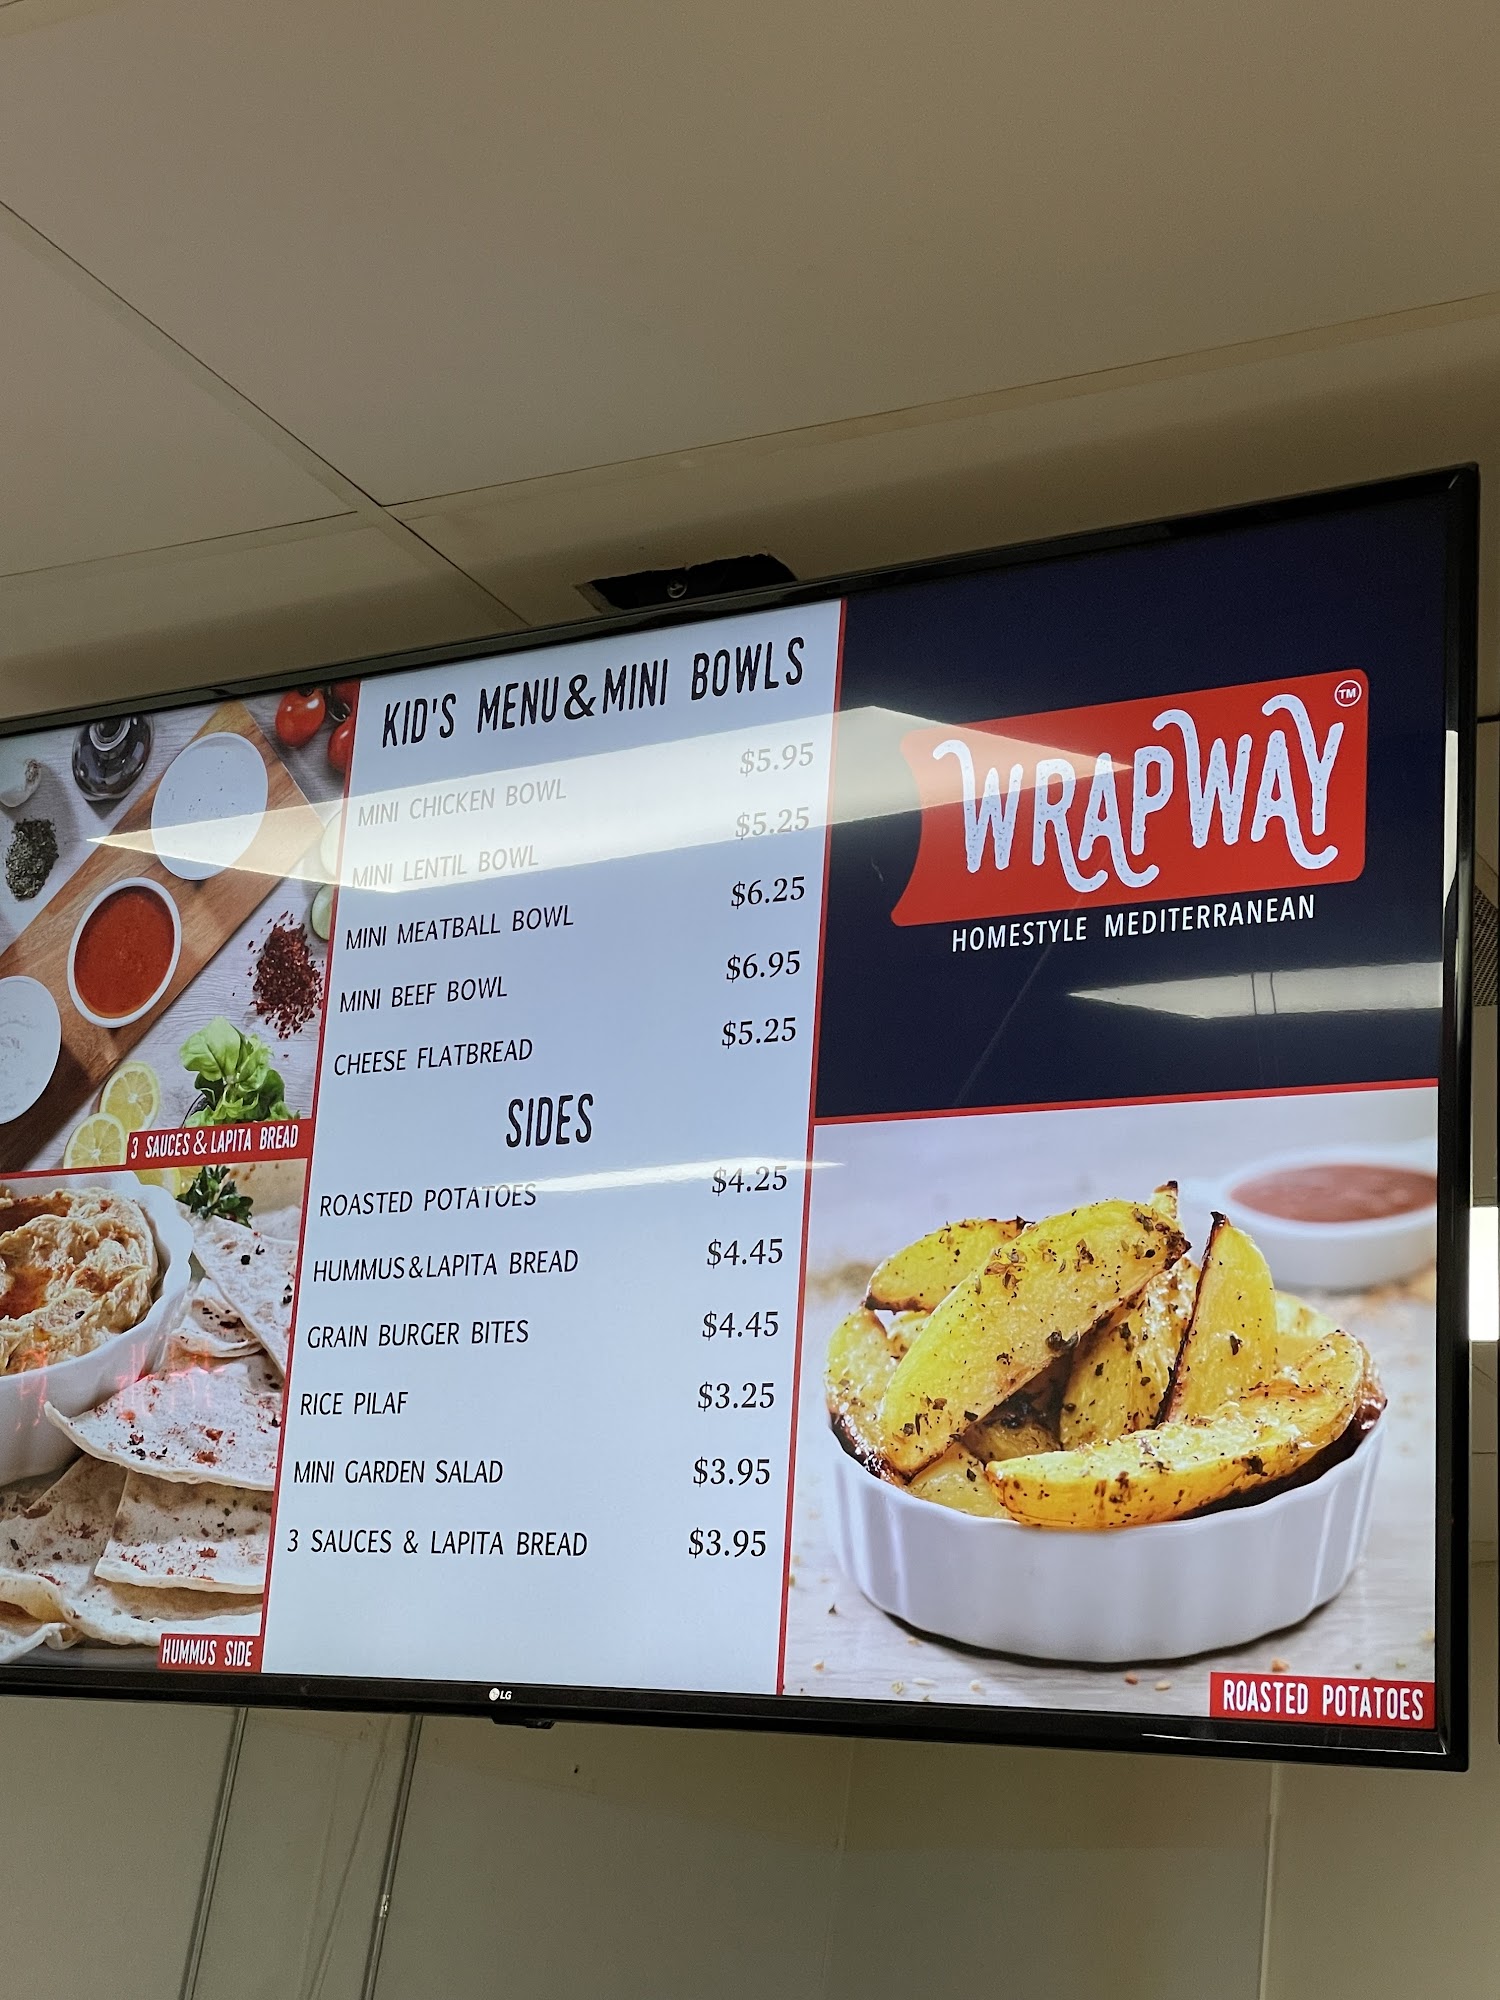 KID'S MENU&MINI BOWLS
MINI CHICKEN BOWL $5.95
MINI LENTIL BOWL $5.25
MINI MEATBALL BOWL $6.25
MINI BEEF BOWL $6.95
CHEESE FLATBREAD $5.25
SIDES
ROASTED POTATOES $4.25
HUMMUS&LAPITA BREAD $4.45
GRAIN BURGER BITES $4.45
RICE PILAF $3.25
MINI GARDEN SALAD $3.95
3 SAUCES & LAPITA BREAD $3.95
3 SAUCES & LAPITA BREAD
HUMMUS SIDE
WRAPWAY TM
HOMESTYLE MEDITERRANEAN
ROASTED POTATOES
LG